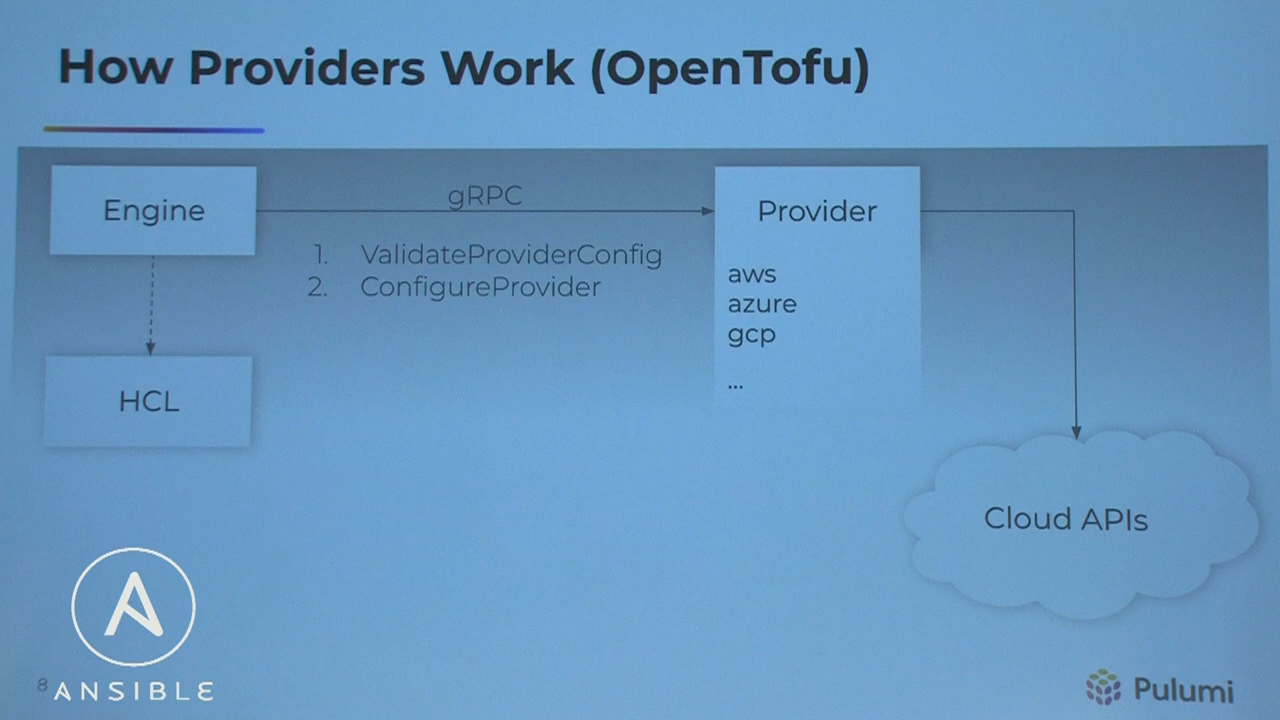 How Providers Work (OpenTofu)
Engine
gRPC
1. ValidateProviderConfig
2. ConfigureProvider
Provider
aws
azure
gcp
...
HCL
Cloud APIs
8
ANSIBLE
Pulumi